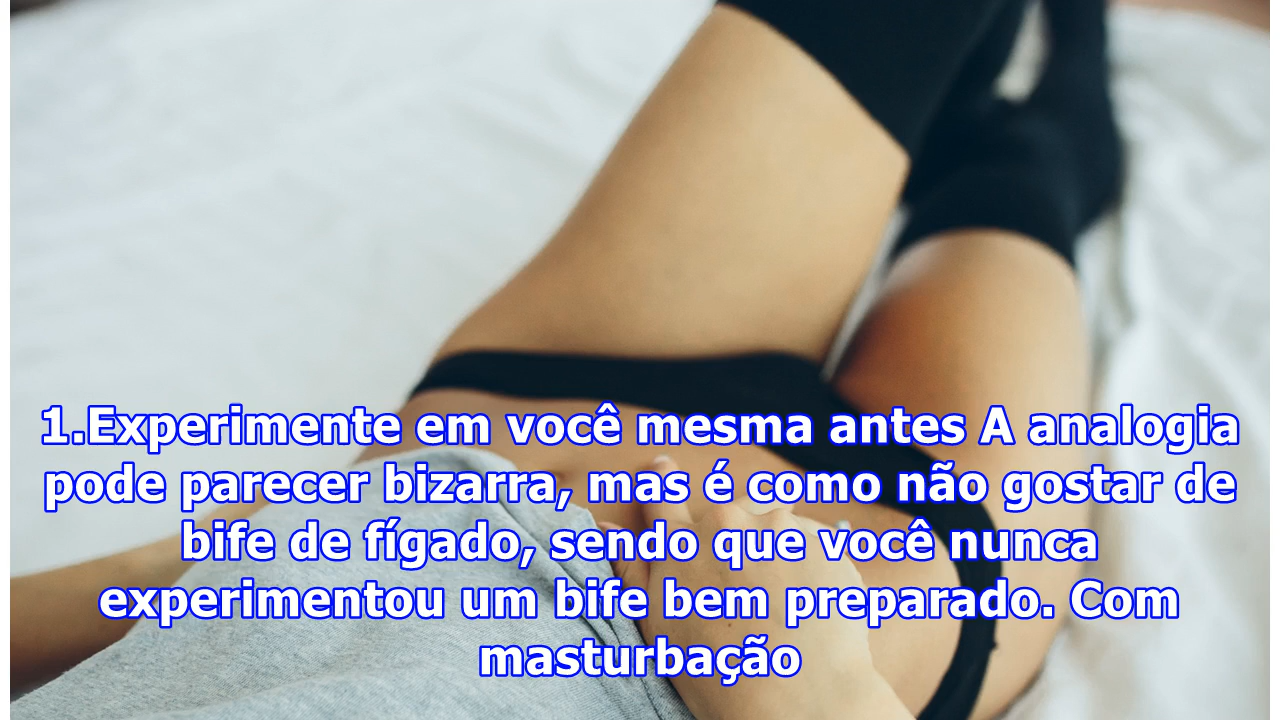 1.Experimente em você mesma antes A analogia
pode parecer bizarra, mas é como não gostar de
bife de fígado, sendo que você nunca
experimentou um bife bem preparado. Com
masturbação